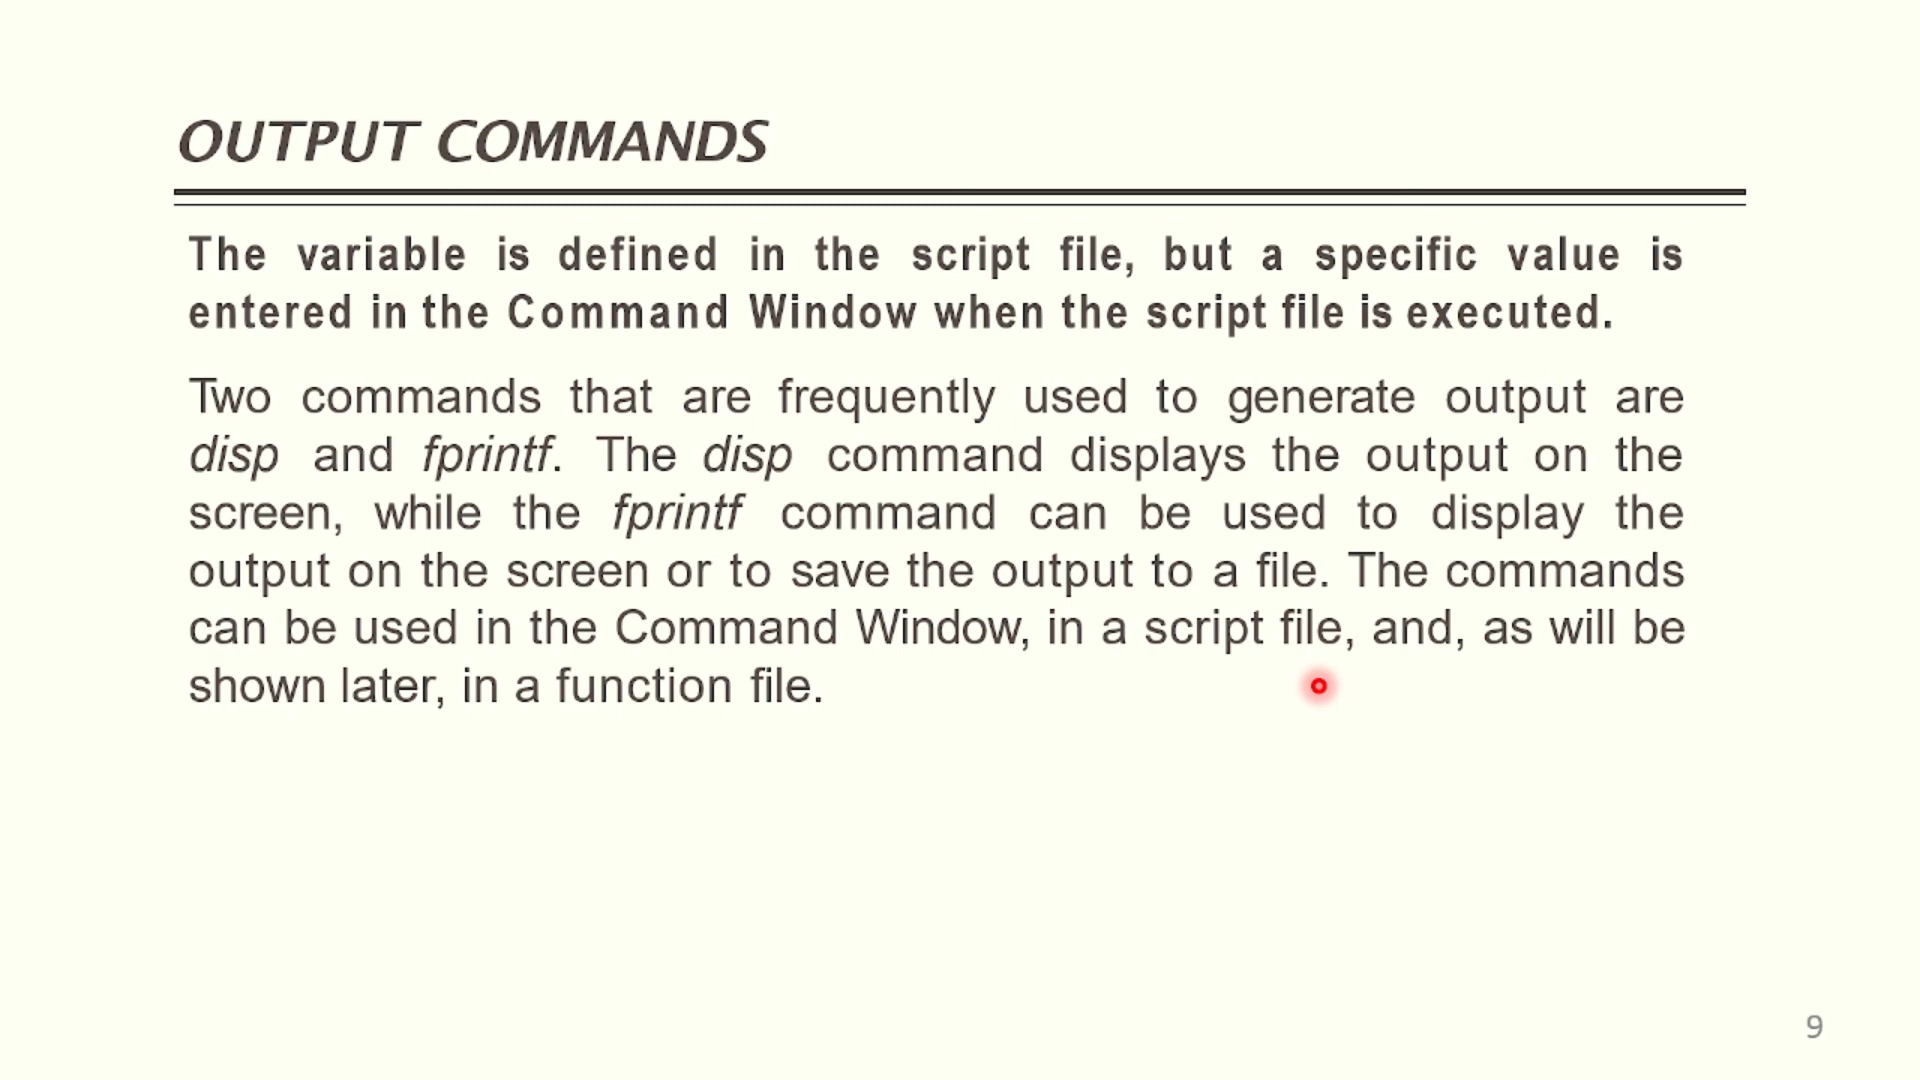 OUTPUT COMMANDS
The variable is defined in the script file, but a specific value is
entered in the Command Window when the script file is executed.
Two commands that are frequently used to generate output are
disp and fprintf. The disp command displays the output on the
screen, while the fprintf command can be used to display the
output on the screen or to save the output to a file. The commands
can be used in the Command Window, in a script file, and, as will be
shown later, in a function file.
9